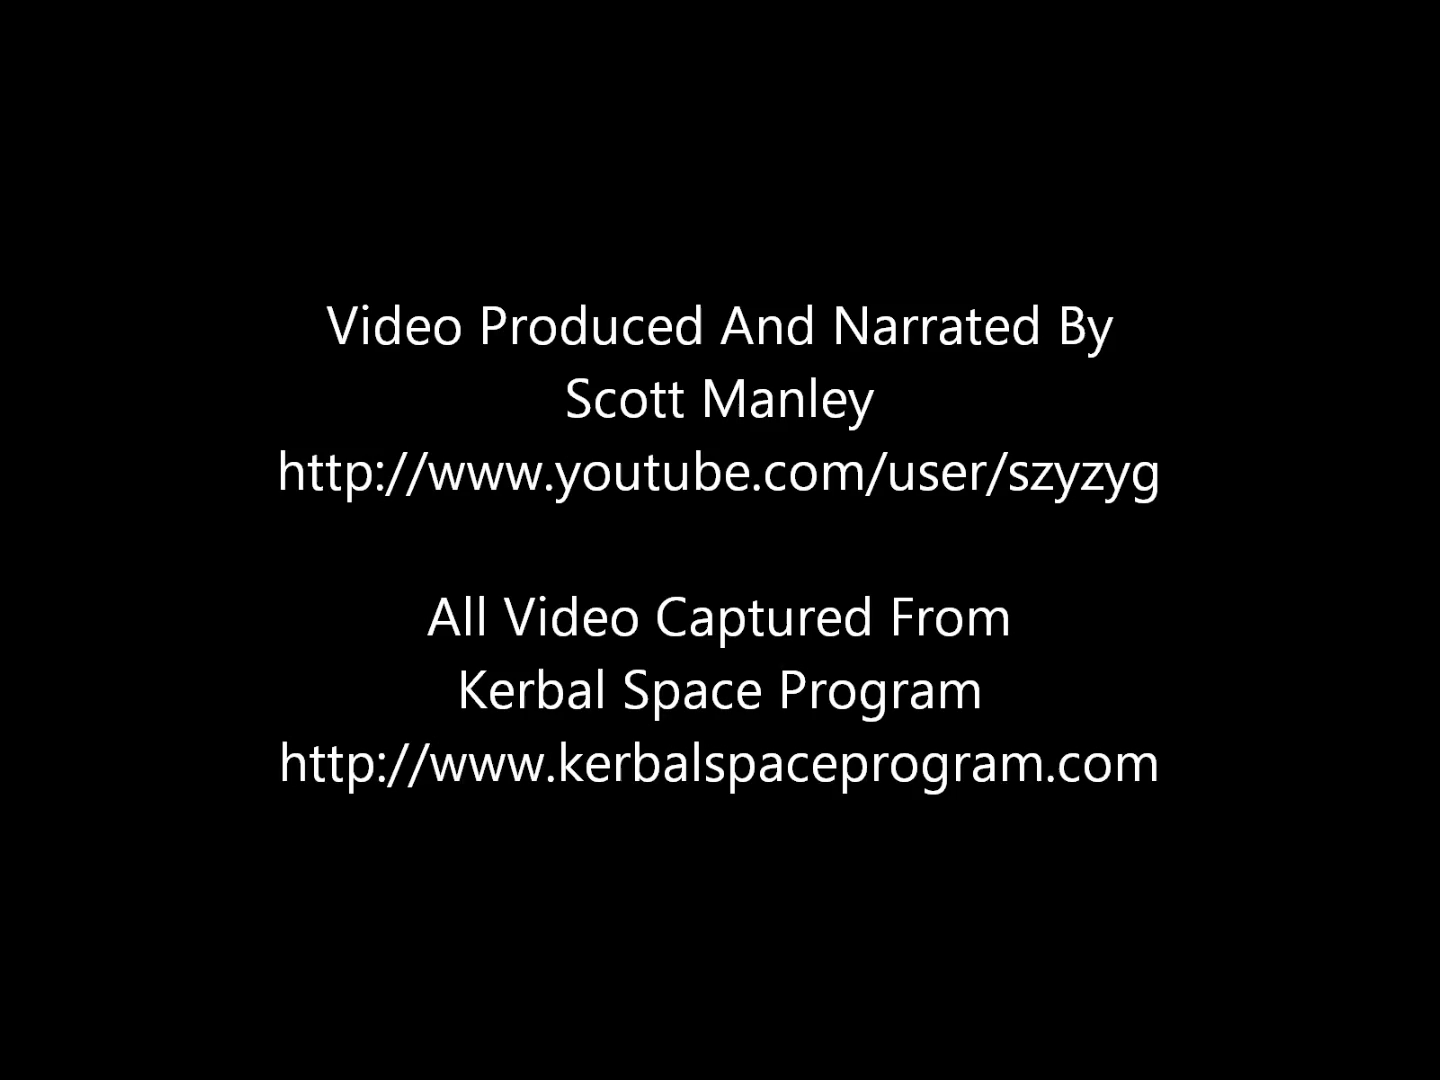 Video Produced And Narrated By
Scott Manley
http://www.youtube.com/user/szyzyg
All Video Captured From
Kerbal Space Program
http://www.kerbalspaceprogram.com